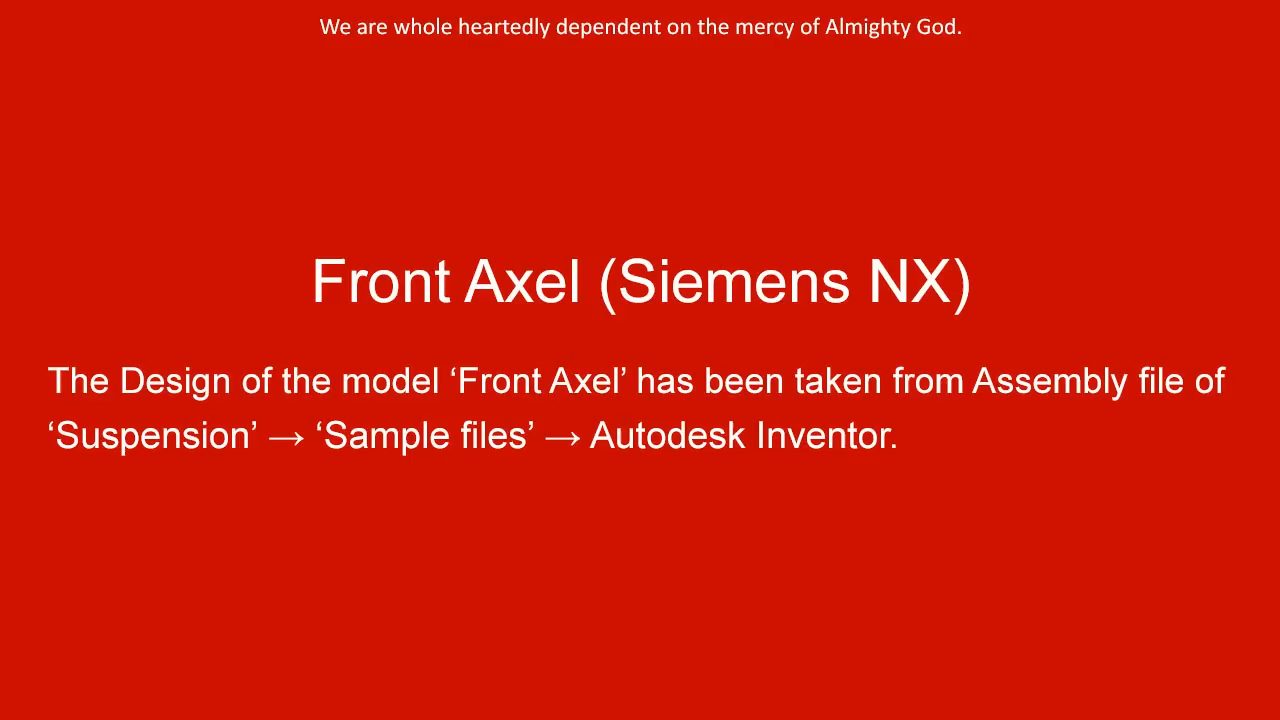 We are whole heartedly dependent on the mercy of Almighty God.
Front Axel (Siemens NX)
The Design of the model ‘Front Axel’ has been taken from Assembly file of
‘Suspension’ → ‘Sample files’ → Autodesk Inventor.